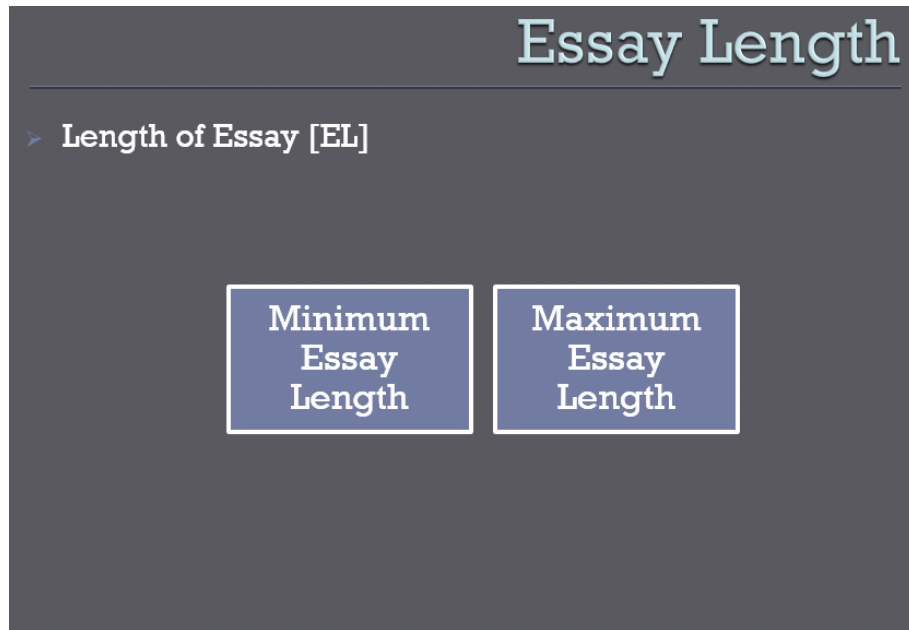 Essay Length
Length of Essay [EL]
Minimum
Essay
Length
Maximum
Essay
Length